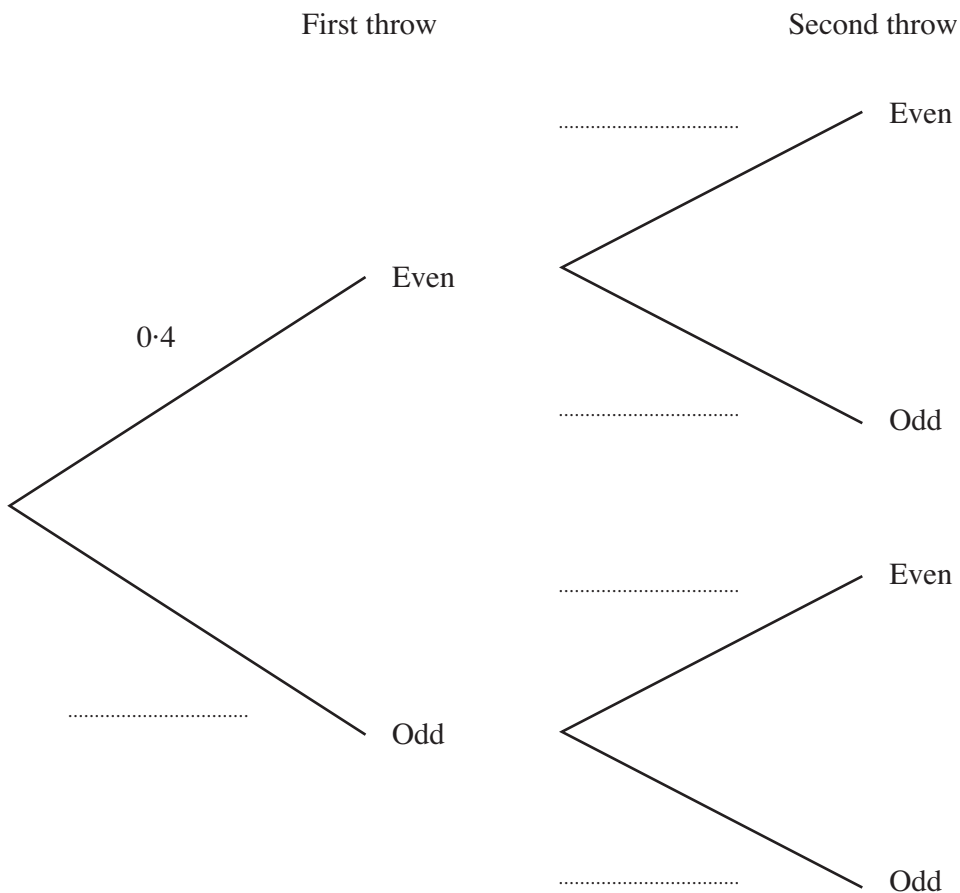 First throw Second throw
Even
Even
0·4
Odd
Even
Odd
Odd